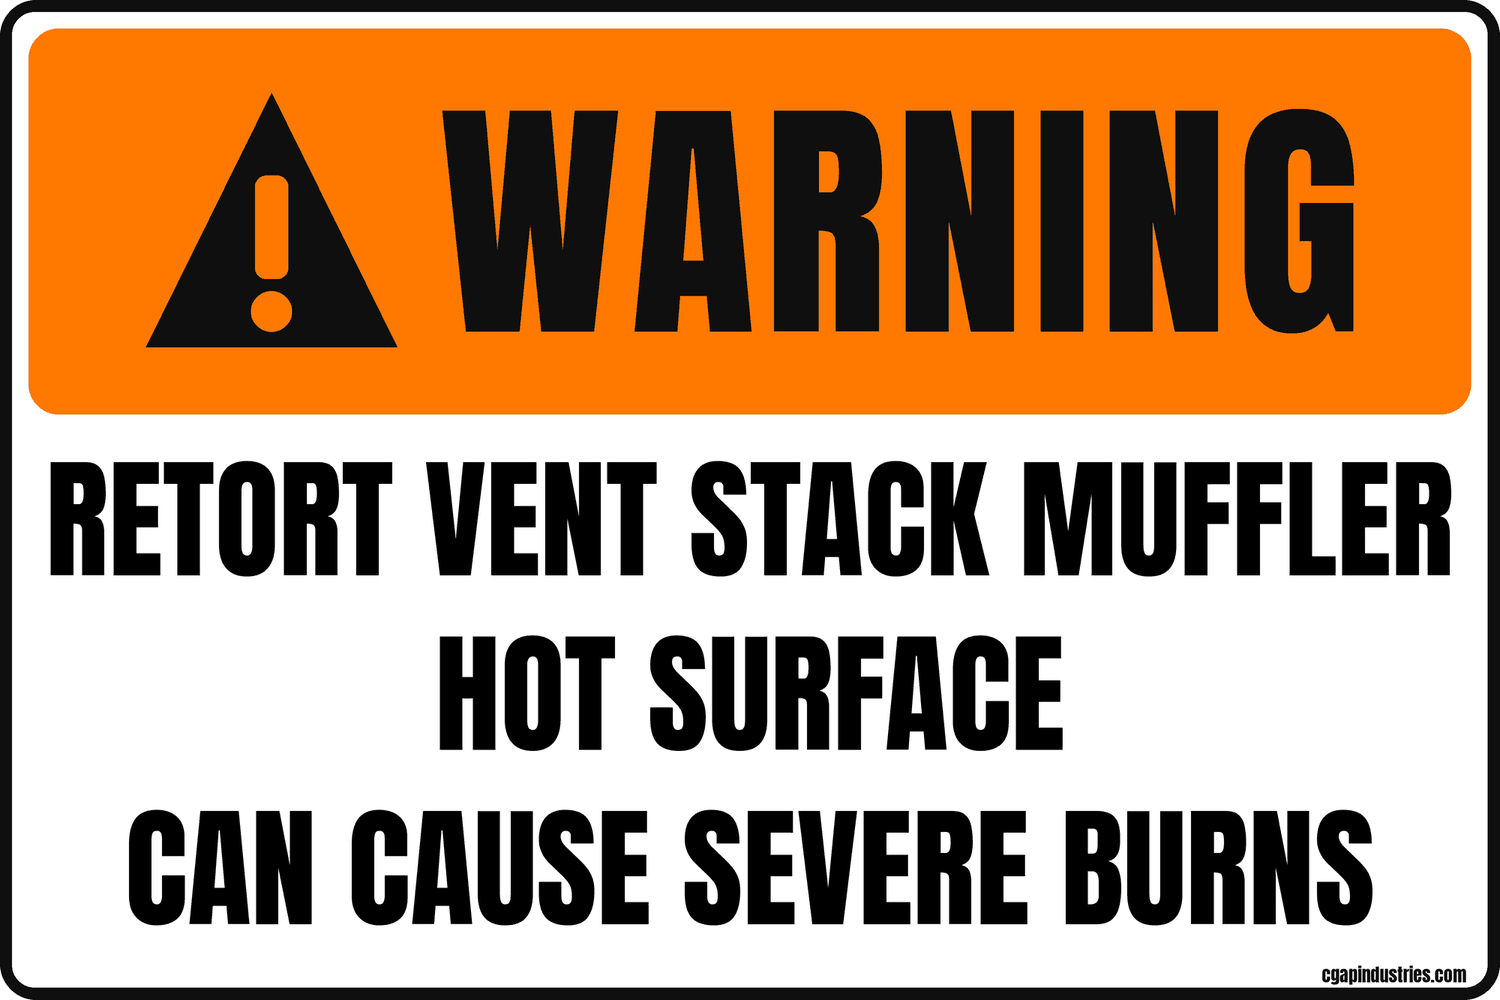 WARNING
RETORT VENT STACK MUFFLER
HOT SURFACE
CAN CAUSE SEVERE BURNS
cgapindustries.com